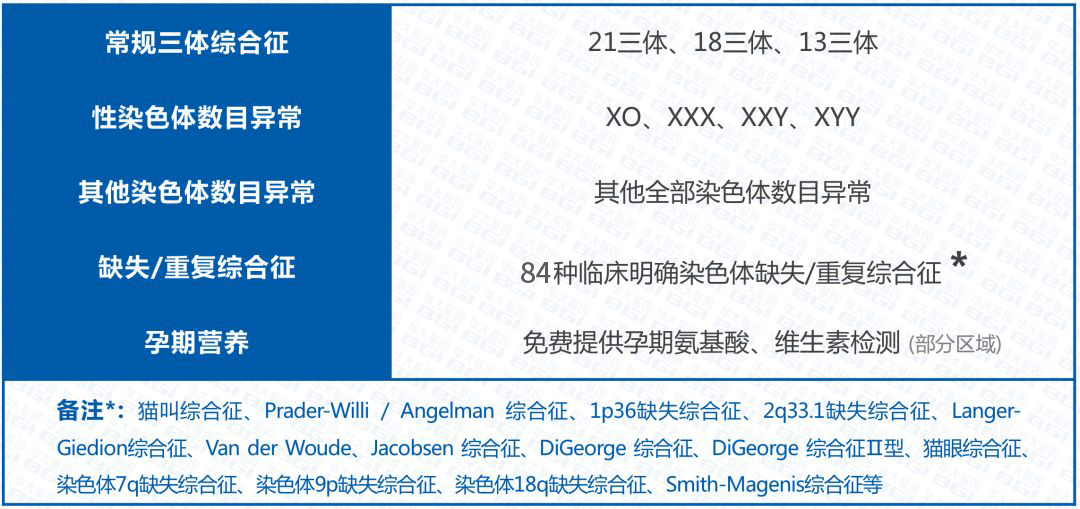 常规三体综合征 21三体、18三体、13三体
性染色体数目异常 XO、XXX、XXY、XYY
其他染色体数目异常 其他全部染色体数目异常
缺失/重复综合征 84种临床明确染色体缺失/重复综合征 *
孕期营养 免费提供孕期氨基酸、维生素检测 (部分区域)
备注*：猫叫综合征、Prader-Willi / Angelman 综合征、1p36缺失综合征、2q33.1缺失综合征、Langer-
Giedion综合征、Van der Woude、Jacobsen 综合征、DiGeorge 综合征、DiGeorge 综合征Ⅱ型、猫眼综合征、
染色体7q缺失综合征、染色体9p缺失综合征、染色体18q缺失综合征、Smith-Magenis综合征等
华大基因
BGI